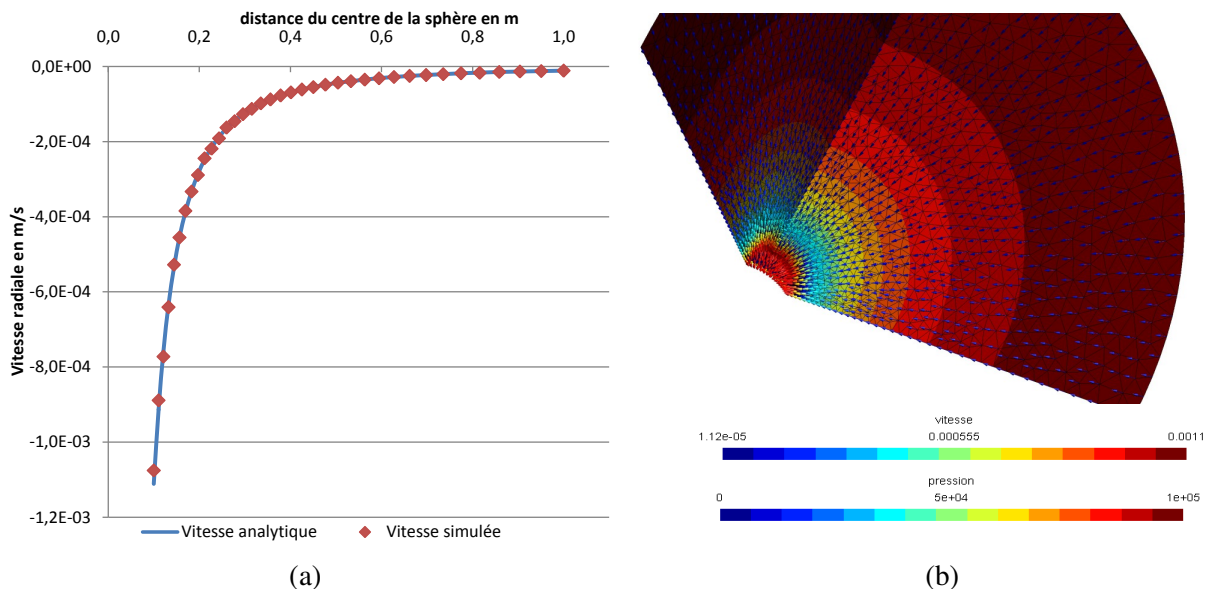 distance du centre de la sphère en m
0,0 0,2 0,4 0,6 0,8 1,0
0,0E+00
-2,0E-04
-4,0E-04
-6,0E-04
-8,0E-04
-1,0E-03
-1,2E-03
Vitesse radiale en m/s
Vitesse analytique Vitesse simulée
(a)
vitesse
1.12e-05 0.000555 0.0011
pression
0 5e+04 1e+05
(b)